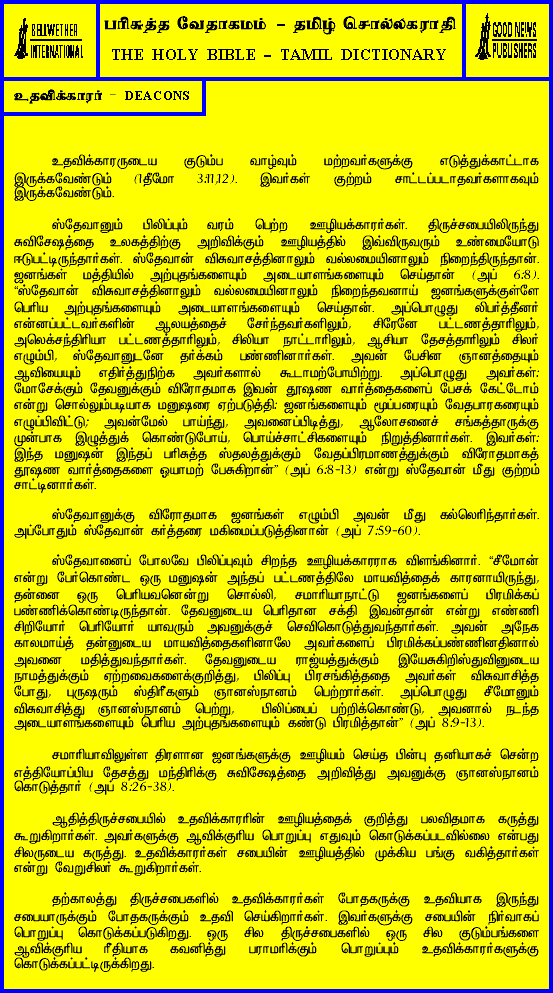 BELLWETHER
INTERNATIONAL
பரிசுத்த வேதாகமம் - தமிழ் சொல்லகராதி
THE HOLY BIBLE - TAMIL DICTIONARY
GOOD NEWS
PUBLISHERS
உதவிக்காரர் - DEACONS
உதவிக்காரருடைய குடும்ப வாழ்வும் மற்றவர்களுக்கு எடுத்துக்காட்டாக
இருக்கவேண்டும் (1தீமோ 3:11,12). இவர்கள் குற்றம் சாட்டப்படாதவர்களாகவும்
இருக்கவேண்டும்.
ஸ்தேவானும் பிலிப்பும் வரம் பெற்ற ஊழியக்காரர்கள். திருச்சபையிலிருந்து
சுவிசேஷத்தை உலகத்திற்கு அறிவிக்கும் ஊழியத்தில் இவ்விருவரும் உண்மையோடு
ஈடுபட்டிருந்தார்கள். ஸ்தேவான் விசுவாசத்தினாலும் வல்லமையினாலும் நிறைந்திருந்தான்.
ஜனங்கள் மத்தியில் அற்புதங்களையும் அடையாளங்களையும் செய்தான் (அப் 6:8).
"ஸ்தேவான் விசுவாசத்தினாலும் வல்லமையினாலும் நிறைந்தவனாய் ஜனங்களுக்குள்ளே
பெரிய அற்புதங்களையும் அடையாளங்களையும் செய்தான். அப்பொழுது லிபர்த்தீனர்
என்னப்பட்டவர்களின் ஆலயத்தைச் சேர்ந்தவர்களிலும், சிரேனே பட்டணத்தாரிலும்,
அலெக்சந்திரியா பட்டணத்தாரிலும், சிலியா நாட்டாரிலும், ஆசியா தேசத்தாரிலும் சிலர்
எழும்பி, ஸ்தேவானுடனே தர்க்கம் பண்ணினார்கள். அவன் பேசின ஞானத்தையும்
ஆவியையும் எதிர்த்துநிற்க அவர்களால் கூடாமற்போயிற்று. அப்பொழுது அவர்கள்:
மோசேக்கும் தேவனுக்கும் விரோதமாக இவன் தூஷண வார்த்தைகளைப் பேசக் கேட்டோம்
என்று சொல்லும்படியாக மனுஷரை ஏற்படுத்தி; ஜனங்களையும் மூப்பரையும் வேதபாரகரையும்
எழுப்பிவிட்டு; அவன்மேல் பாய்ந்து, அவனைப்பிடித்து, ஆலோசனைச் சங்கத்தாருக்கு
முன்பாக இழுத்துக் கொண்டுபோய், பொய்ச்சாட்சிகளையும் நிறுத்தினார்கள். இவர்கள்:
இந்த மனுஷன் இந்தப் பரிசுத்த ஸ்தலத்துக்கும் வேதப்பிரமாணத்துக்கும் விரோதமாகத்
தூஷண வார்த்தைகளை ஓயாமற் பேசுகிறான்" (அப் 6:8-13) என்று ஸ்தேவான் மீது குற்றம்
சாட்டினார்கள்.
ஸ்தேவானுக்கு விரோதமாக ஜனங்கள் எழும்பி அவன் மீது கல்லெறிந்தார்கள்.
அப்போதும் ஸ்தேவான் கர்த்தரை மகிமைப்படுத்தினான் (அப் 7:59-60).
ஸ்தேவானைப் போலவே பிலிப்புவும் சிறந்த ஊழியக்காரராக விளங்கினார். "சீமோன்
என்று பேர்கொண்ட ஒரு மனுஷன் அந்தப் பட்டணத்திலே மாயவித்தைக் காரனாயிருந்து,
தன்னை ஒரு பெரியவனென்று சொல்லி, சமாரியாநாட்டு ஜனங்களைப் பிரமிக்கப்
பண்ணிக்கொண்டிருந்தான். தேவனுடைய பெரிதான சக்தி இவன்தான் என்று எண்ணி
சிறியோர் பெரியோர் யாவரும் அவனுக்குச் செவிகொடுத்துவந்தார்கள். அவன் அநேக
காலமாய்த் தன்னுடைய மாயவித்தைகளினாலே அவர்களைப் பிரமிக்கப்பண்ணினதினால்
அவனை மதித்துவந்தார்கள். தேவனுடைய ராஜ்யத்துக்கும் இயேசுகிறிஸ்துவினுடைய
நாமத்துக்கும் ஏற்றவைகளைக்குறித்து, பிலிப்பு பிரசங்கித்ததை அவர்கள் விசுவாசித்த
போது, புருஷரும் ஸ்திரீகளும் ஞானஸ்நானம் பெற்றார்கள். அப்பொழுது சீமோனும்
விசுவாசித்து ஞானஸ்நானம் பெற்று, பிலிப்பைப் பற்றிக்கொண்டு, அவனால் நடந்த
அடையாளங்களையும் பெரிய அற்புதங்களையும் கண்டு பிரமித்தான்" (அப் 8:9-13).
சமாரியாவிலுள்ள திரளான ஜனங்களுக்கு ஊழியம் செய்த பின்பு தனியாகச் சென்ற
எத்தியோப்பிய தேசத்து மந்திரிக்கு சுவிசேஷத்தை அறிவித்து அவனுக்கு ஞானஸ்நானம்
கொடுத்தார் (அப் 8:26-38).
ஆதித்திருச்சபையில் உதவிக்காரரின் ஊழியத்தைக் குறித்து பலவிதமாக கருத்து
கூறுகிறார்கள். அவர்களுக்கு ஆவிக்குரிய பொறுப்பு எதுவும் கொடுக்கப்படவில்லை என்பது
சிலருடைய கருத்து. உதவிக்காரர்கள் சபையின் ஊழியத்தில் முக்கிய பங்கு வகித்தார்கள்
என்று வேறுசிலர் கூறுகிறார்கள்.
தற்காலத்து திருச்சபைகளில் உதவிக்காரர்கள் போதகருக்கு உதவியாக இருந்து
சபையாருக்கும் போதகருக்கும் உதவி செய்கிறார்கள். இவர்களுக்கு சபையின் நிர்வாகப்
பொறுப்பு கொடுக்கப்படுகிறது. ஒரு சில திருச்சபைகளில் ஒரு சில குடும்பங்களை
ஆவிக்குரிய ரீதியாக கவனித்து பராமரிக்கும் பொறுப்பும் உதவிக்காரர்களுக்கு
கொடுக்கப்பட்டிருக்கிறது.